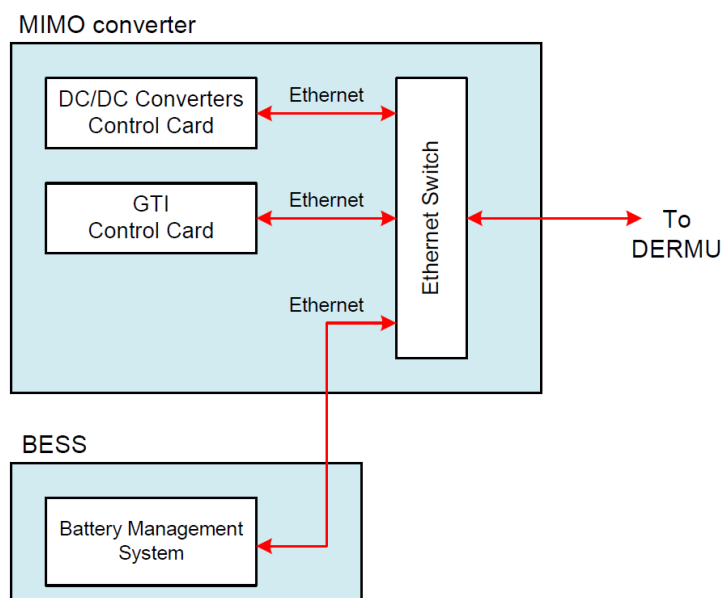 MIMO converter
DC/DC Converters
Control Card
Ethernet
GTI
Control Card
Ethernet
Ethernet
Ethernet Switch
To
DERMU
BESS
Battery Management
System